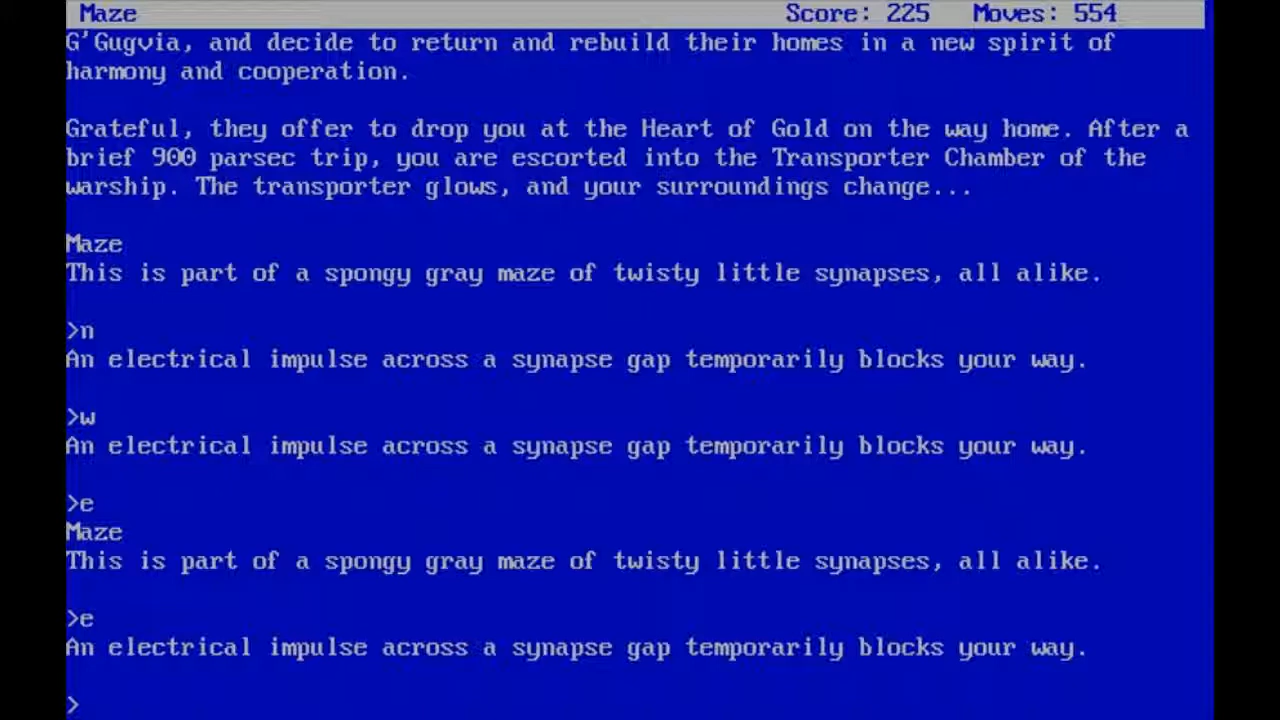 Maze Score: 225 Moves: 554
G'Gugvia, and decide to return and rebuild their homes in a new spirit of
harmony and cooperation.
Grateful, they offer to drop you at the Heart of Gold on the way home. After a
brief 900 parsec trip, you are escorted into the Transporter Chamber of the
warship. The transporter glows, and your surroundings change...
Maze
This is part of a spongy gray maze of twisty little synapses, all alike.
>n
An electrical impulse across a synapse gap temporarily blocks your way.
>w
An electrical impulse across a synapse gap temporarily blocks your way.
>e
Maze
This is part of a spongy gray maze of twisty little synapses, all alike.
>e
An electrical impulse across a synapse gap temporarily blocks your way.
>